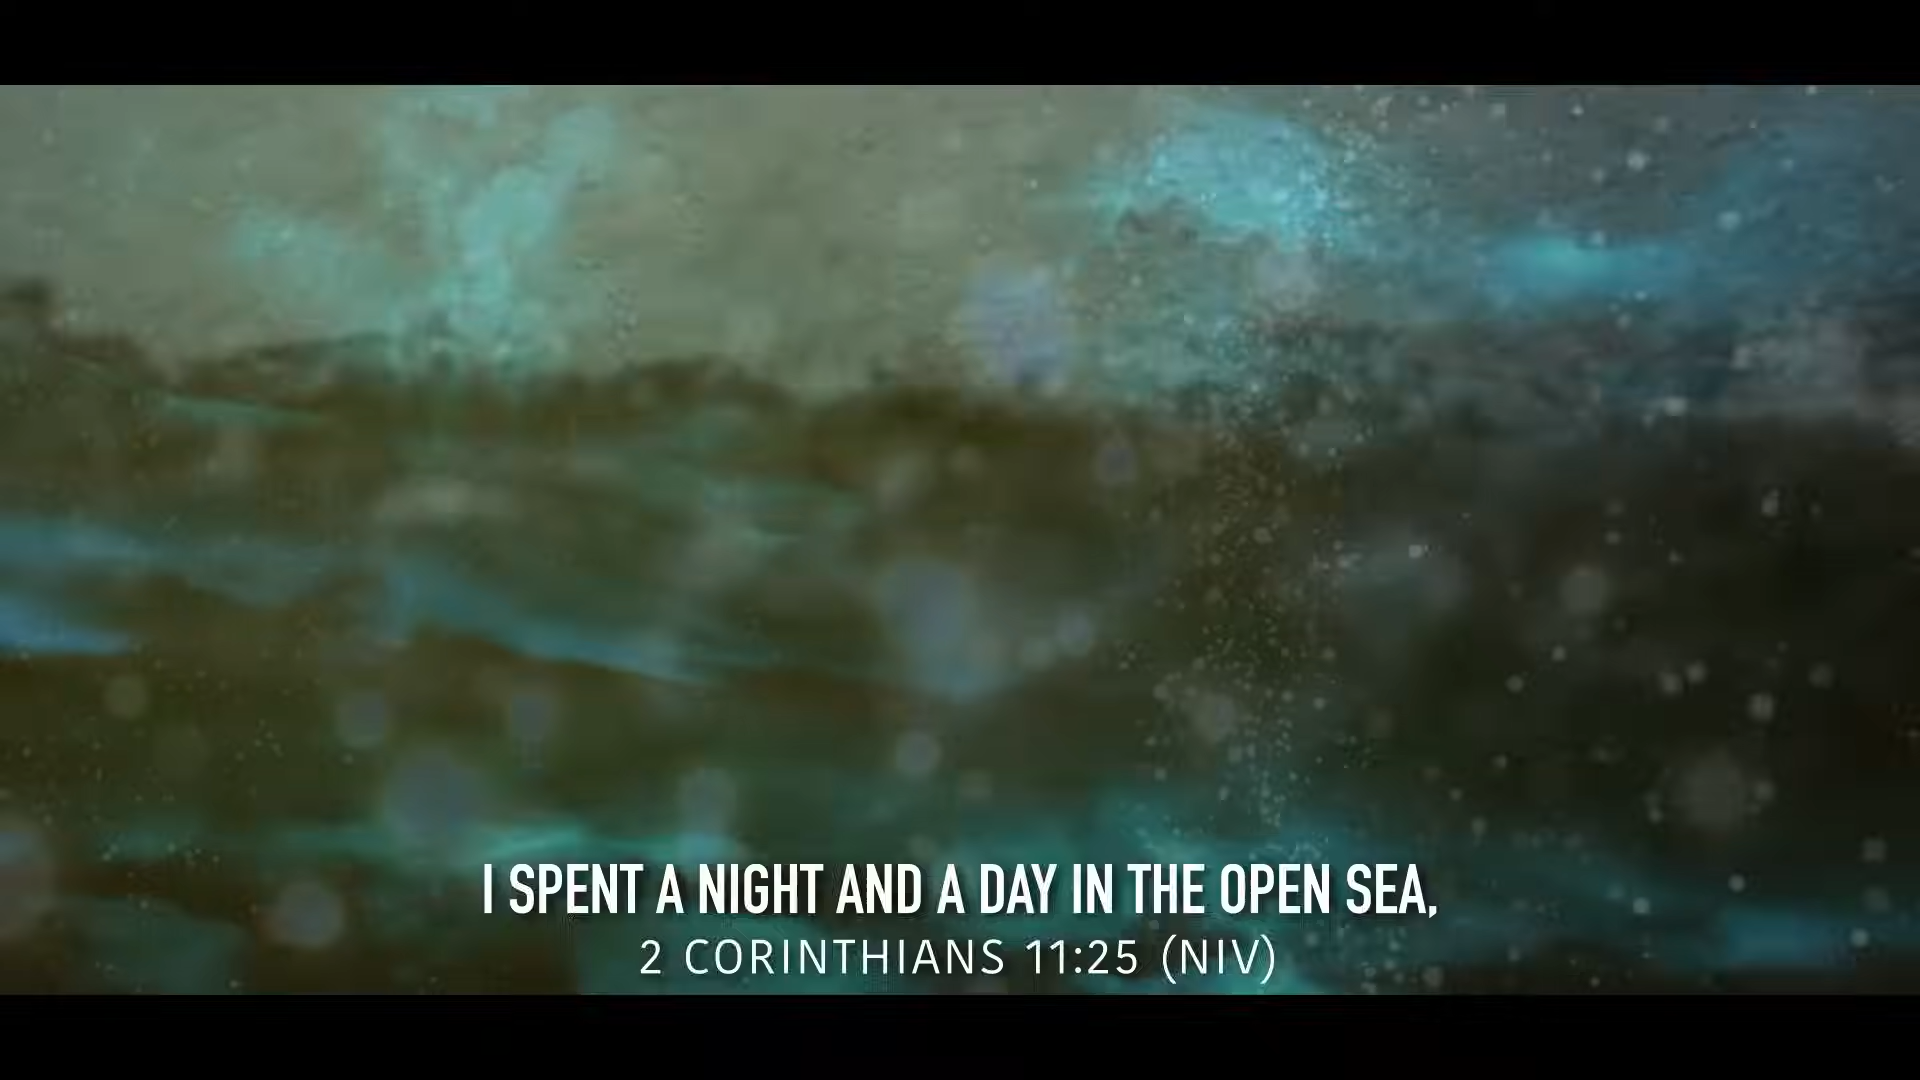 I SPENT A NIGHT AND A DAY IN THE OPEN SEA,
2 CORINTHIANS 11:25 (NIV)